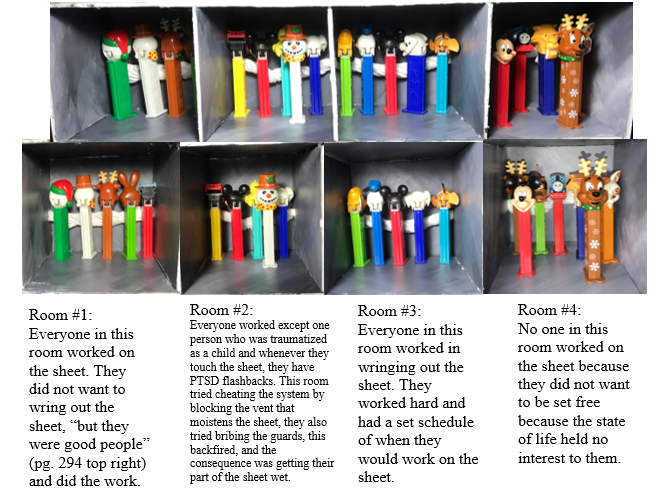 Room #1:
Everyone in this
room worked on
the sheet. They
did not want to
wring out the
sheet, “but they
were good people”
(pg. 294 top right)
and did the work.
Room #2:
Everyone worked except one
person who was traumatized
as a child and whenever they
touch the sheet, they have
PTSD flashbacks. This room
tried cheating the system by
blocking the vent that
moistens the sheet, they also
tried bribing the guards, this
backfired, and the
consequence was getting their
part of the sheet wet.
Room #3:
Everyone in this
room worked in
wringing out the
sheet. They
worked hard and
had a set schedule
of when they
would work on the
sheet.
Room #4:
No one in this
room worked on
the sheet because
they did not want
to be set free
because the state
of life held no
interest to them.